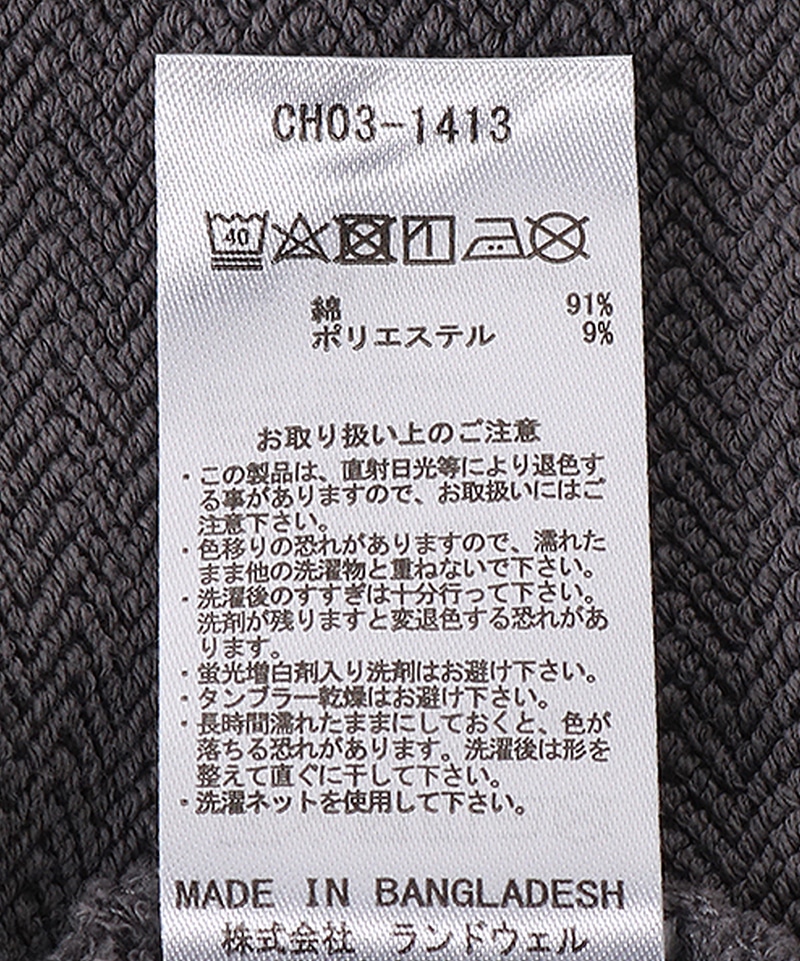 CH03-1413
40
綿 91%
ポリエステル 9%
お取り扱い上のご注意
・この製品は、直射日光等により退色す
る事がありますので、お取扱いにはご
注意下さい。
・色移りの恐れがありますので、濡れた
まま他の洗濯物と重ねないで下さい。
・洗濯後のすすぎは十分行って下さい。
洗剤が残りますと変退色する恐れがあ
ります。
・蛍光増白剤入り洗剤はお避け下さい。
・タンブラー乾燥はお避け下さい。
・長時間濡れたままにしておくと、色が
落ちる恐れがあります。洗濯後は形を
整えて直ぐに干して下さい。
・洗濯ネットを使用して下さい。
MADE IN BANGLADESH
株式会社 ランドウェル